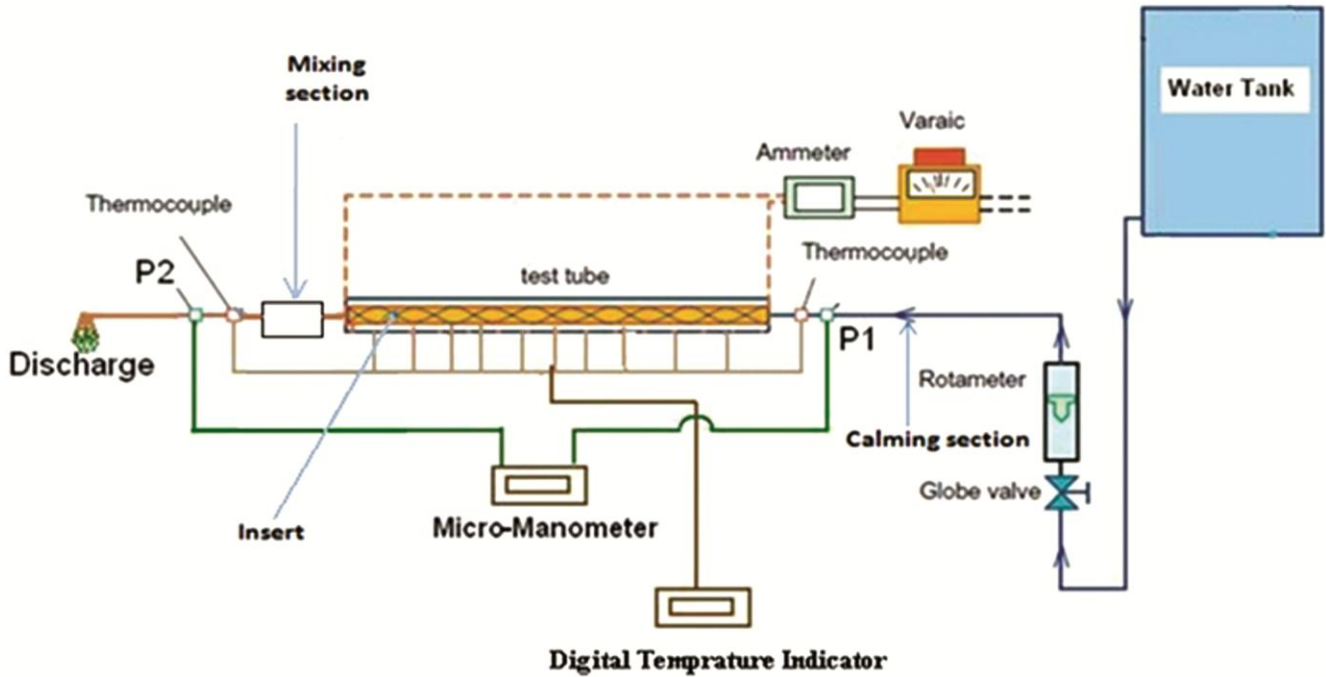 Water Tank
Mixing
section
Varaic
Ammeter
Thermocouple
Thermocouple
P2
test tube
P1
Discharge
Rotameter
Calming section
Globe valve
Insert
Micro-Manometer
Digital Temprature Indicator